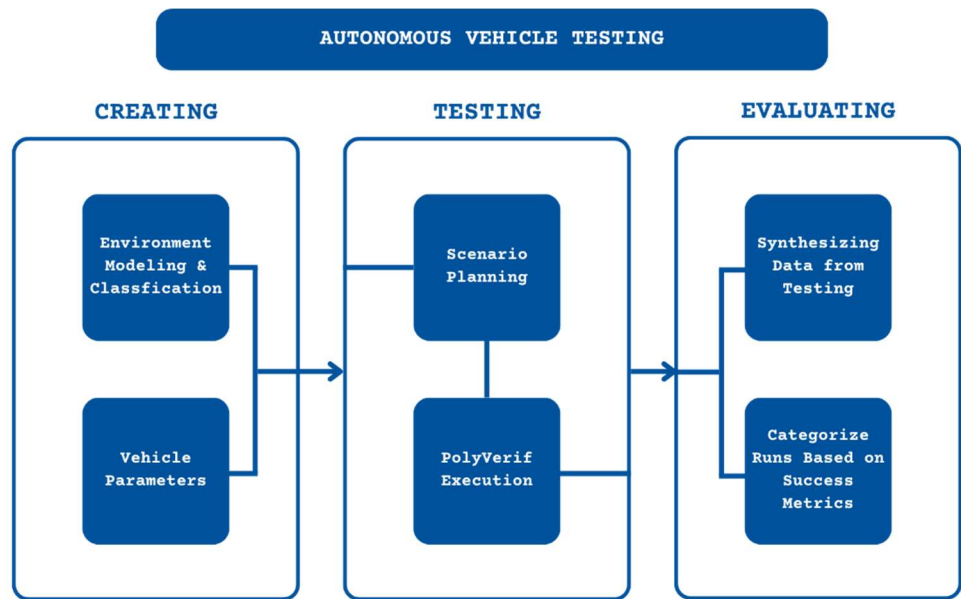 AUTONOMOUS VEHICLE TESTING
CREATING
Environment
Modeling &
Classfication
Vehicle
Parameters
TESTING
Scenario
Planning
PolyVerif
Execution
EVALUATING
Synthesizing
Data from
Testing
Categorize
Runs Based on
Success
Metrics